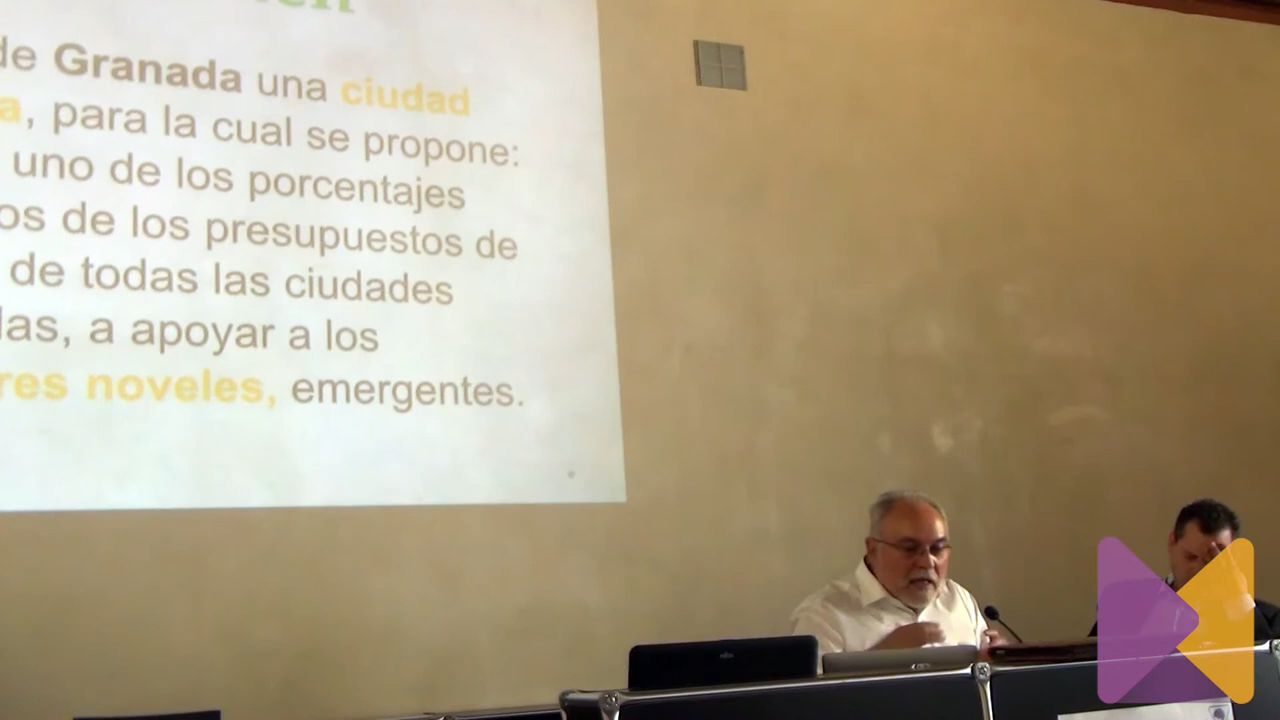 de Granada una ciudad
a, para la cual se propone:
uno de los porcentajes
os de los presupuestos de
de todas las ciudades
las, a apoyar a los
res noveles, emergentes.